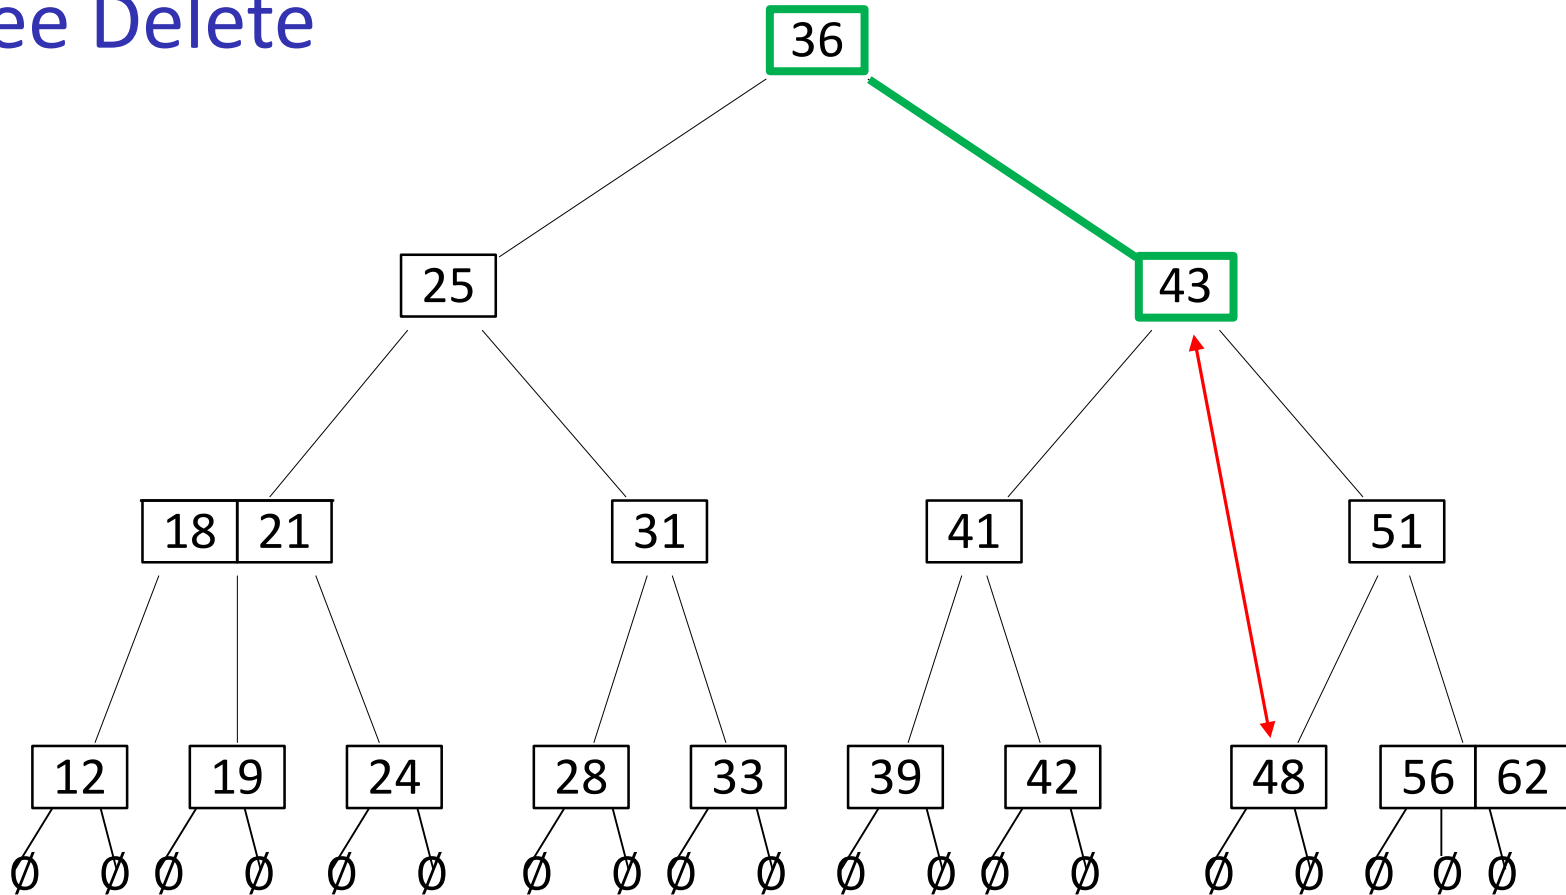 ee Delete
36
25 43
18 21 31 41 51
12 19 24 28 33 39 42 48 56 62
∅ ∅ ∅ ∅ ∅ ∅ ∅ ∅ ∅ ∅ ∅ ∅ ∅ ∅ ∅ ∅ ∅ ∅ ∅